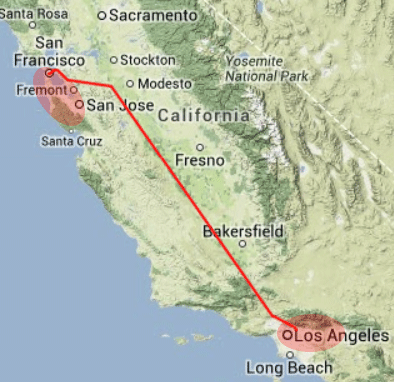 Santa Rosa
Sacramento
San
Francisco
Stockton
Yosemite
National Park
Fremont
Modesto
San Jose
California
Santa Cruz
Fresno
Bakersfield
Los Angeles
Long Beach